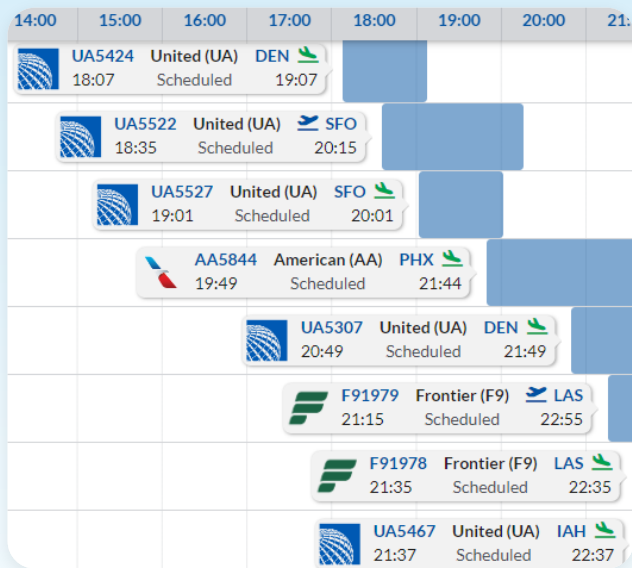 14:00 15:00 16:00 17:00 18:00 19:00 20:00 21:
UA5424 United (UA) DEN
18:07 Scheduled 19:07
UA5522 United (UA) SFO
18:35 Scheduled 20:15
UA5527 United (UA) SFO
19:01 Scheduled 20:01
AA5844 American (AA) PHX
19:49 Scheduled 21:44
UA5307 United (UA) DEN
20:49 Scheduled 21:49
F91979 Frontier (F9) LAS
21:15 Scheduled 22:55
F91978 Frontier (F9) LAS
21:35 Scheduled 22:35
UA5467 United (UA) IAH
21:37 Scheduled 22:37